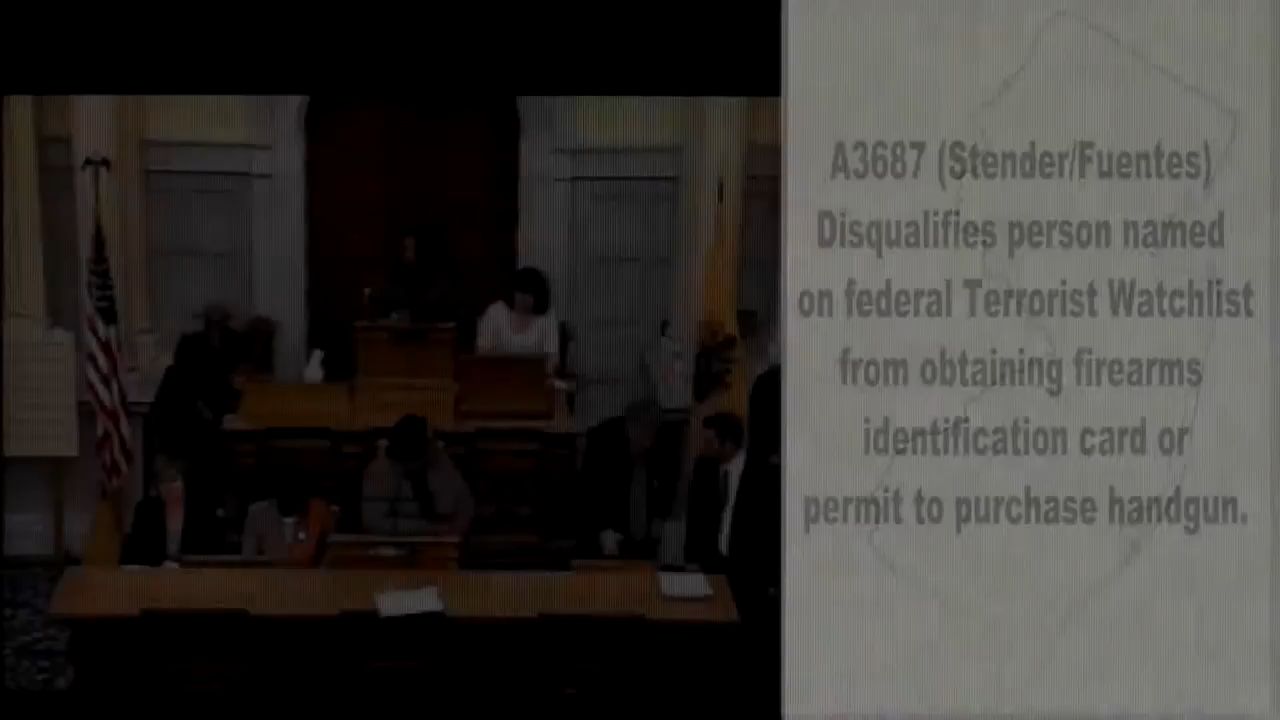 A3687 (Stender/Fuentes)
Disqualifies person named
on federal Terrorist Watchlist
from obtaining firearms
identification card or
permit to purchase handgun.